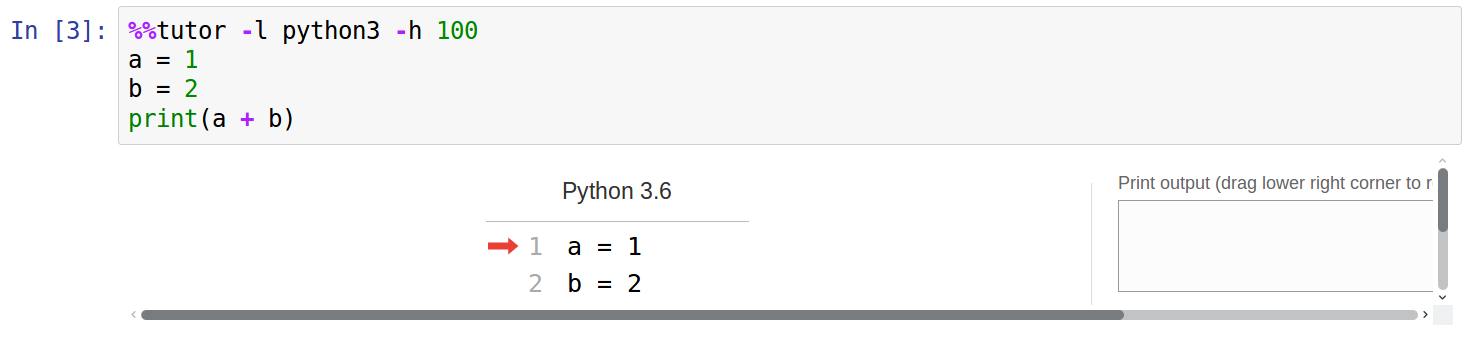 In [3]: %%tutor -l python3 -h 100
a = 1
b = 2
print(a + b)
Python 3.6
Print output (drag lower right corner to r
1 a = 1
2 b = 2